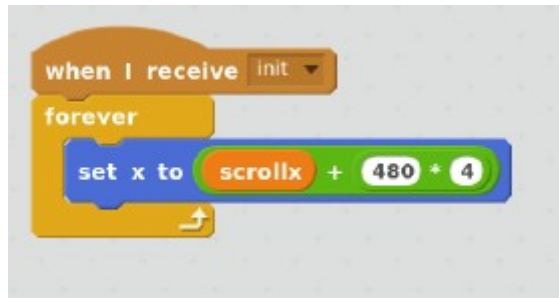 when I receive init
forever
set x to scrollx + 480 * 4